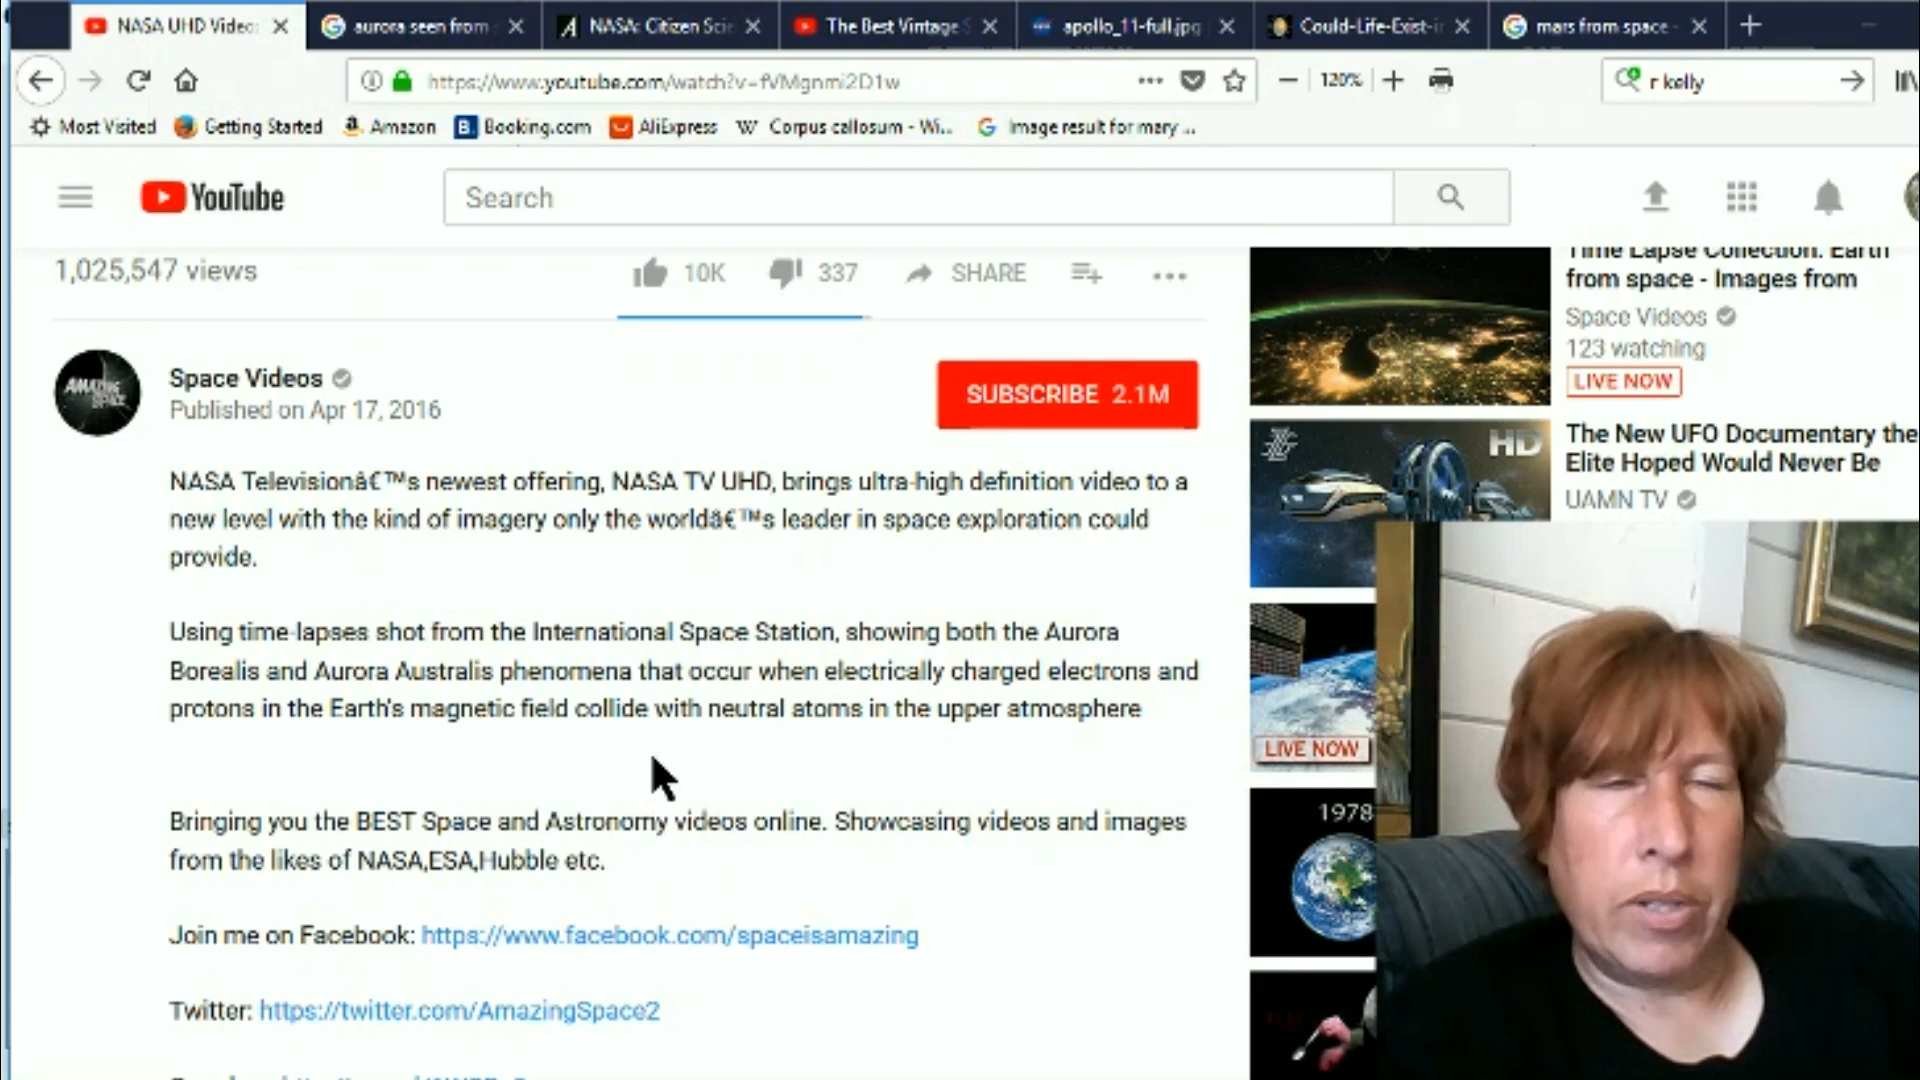 NASA UHD Video:
aurora seen from
NASA: Citizen Scie
The Best Vintage S
apollo_11-full.jpg
Could-Life-Exist-i
mars from space -
https://www.youtube.com/watch?v=fVMgnmi2D1w
120%
r kelly
Most Visited
Getting Started
Amazon
Booking.com
AliExpress
Corpus callosum - Wi...
Image result for mary ...
YouTube
Search
1,025,547 views
10K
337
SHARE
Time Lapse Collection. Earth
from space - Images from
Space Videos
123 watching
LIVE NOW
AMAZING
SPACE
Space Videos
Published on Apr 17, 2016
SUBSCRIBE 2.1M
HD
The New UFO Documentary the
Elite Hoped Would Never Be
UAMN TV
NASA Televisionâ€™s newest offering, NASA TV UHD, brings ultra-high definition video to a
new level with the kind of imagery only the worldâ€™s leader in space exploration could
provide.
Using time-lapses shot from the International Space Station, showing both the Aurora
Borealis and Aurora Australis phenomena that occur when electrically charged electrons and
protons in the Earth's magnetic field collide with neutral atoms in the upper atmosphere
LIVE NOW
1978
Bringing you the BEST Space and Astronomy videos online. Showcasing videos and images
from the likes of NASA,ESA,Hubble etc.
Join me on Facebook: https://www.facebook.com/spaceisamazing
Twitter: https://twitter.com/AmazingSpace2